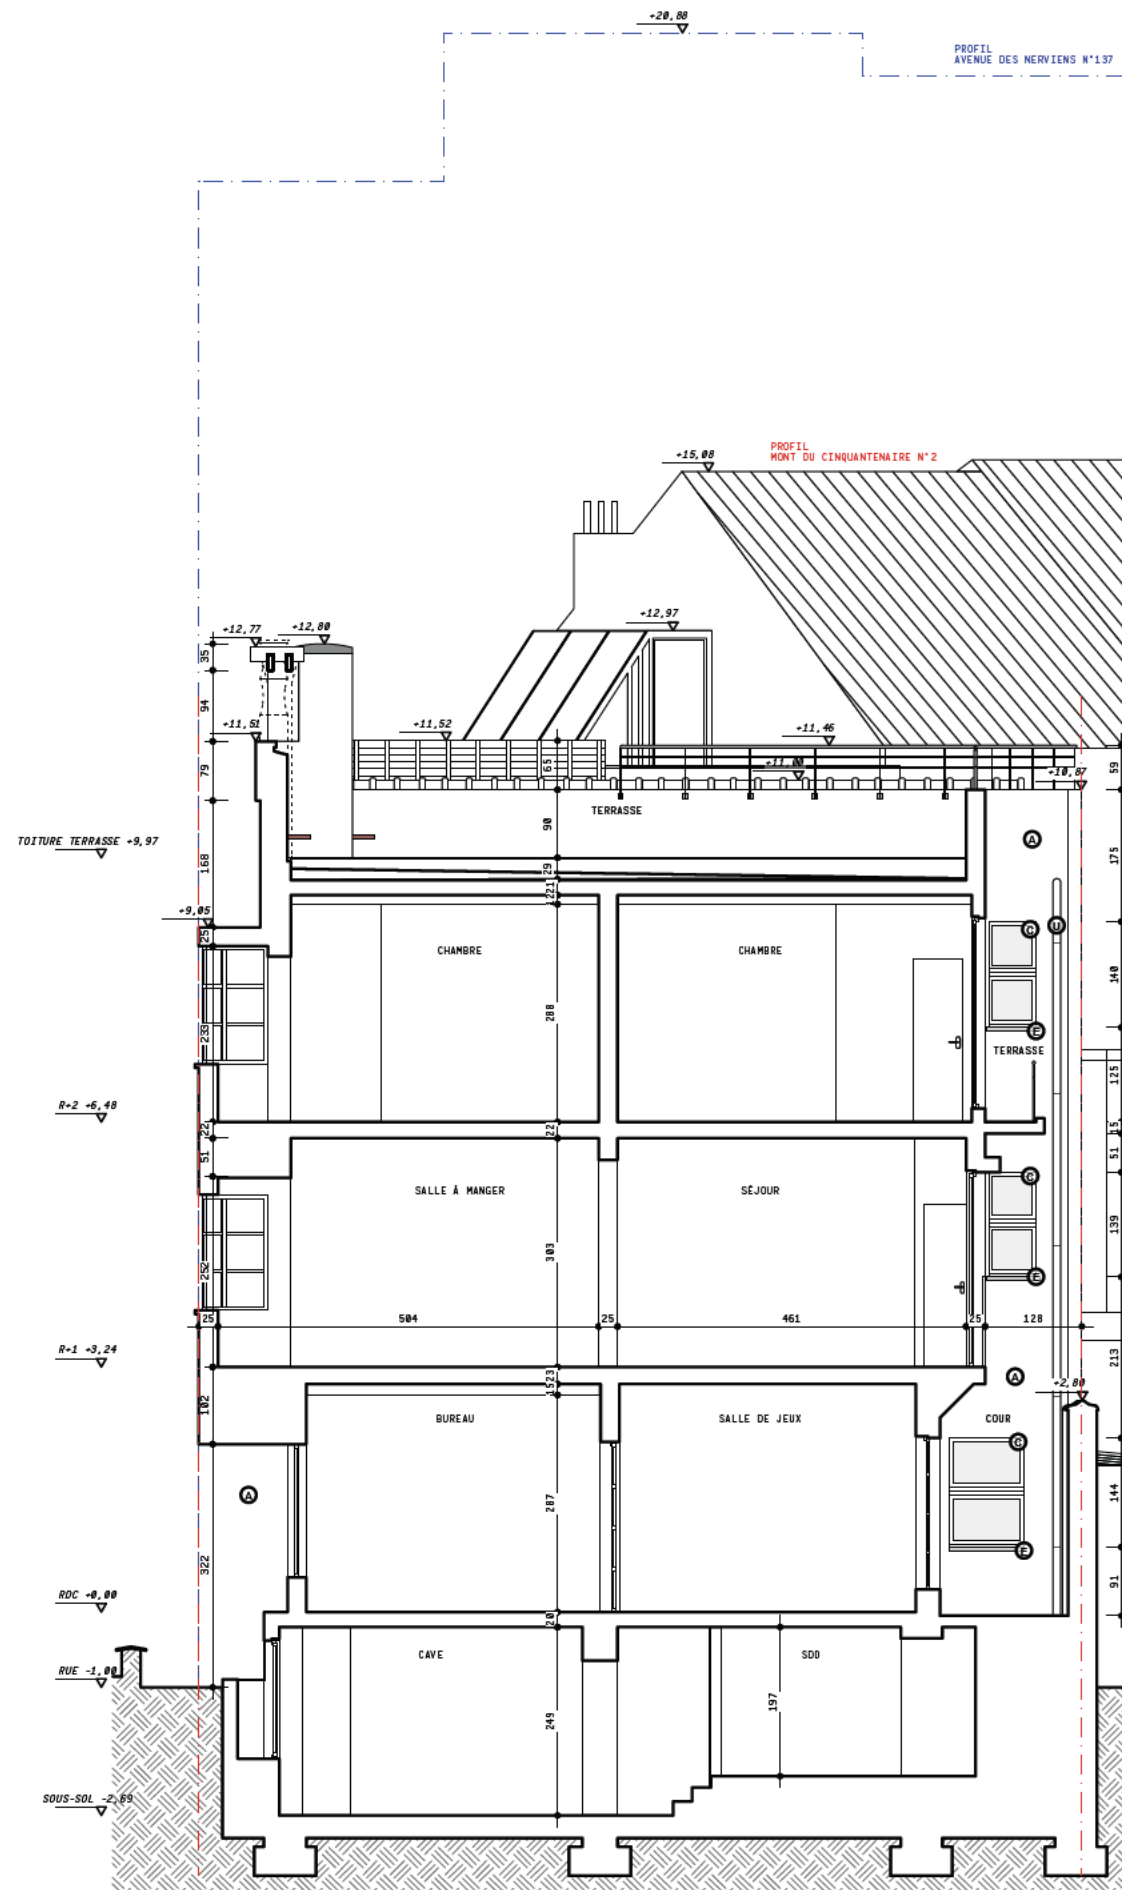 +20,88
PROFIL
AVENUE DES NERVIENS N°137
PROFIL
MONT DU CINQUANTENAIRE N°2
+15,08
+12,97
+12,77
+12,80
35
94
+11,51
+11,52
+11,46
+11,00
+10,87
79
65
59
TERRASSE
90
TOITURE TERRASSE +9,97
168
29
175
A
+9,05
25
CHAMBRE
CHAMBRE
C
U
140
288
233
E
TERRASSE
125
R+2 +6,48
22
22
15
51
51
SALLE À MANGER
SÉJOUR
C
139
303
252
E
25
504
25
461
25
128
R+1 +3,24
213
23
15
A
+2,80
102
BUREAU
SALLE DE JEUX
COUR
C
A
287
144
322
E
91
RDC +0,00
20
CAVE
SDD
RUE -1,00
197
249
SOUS-SOL -2,69